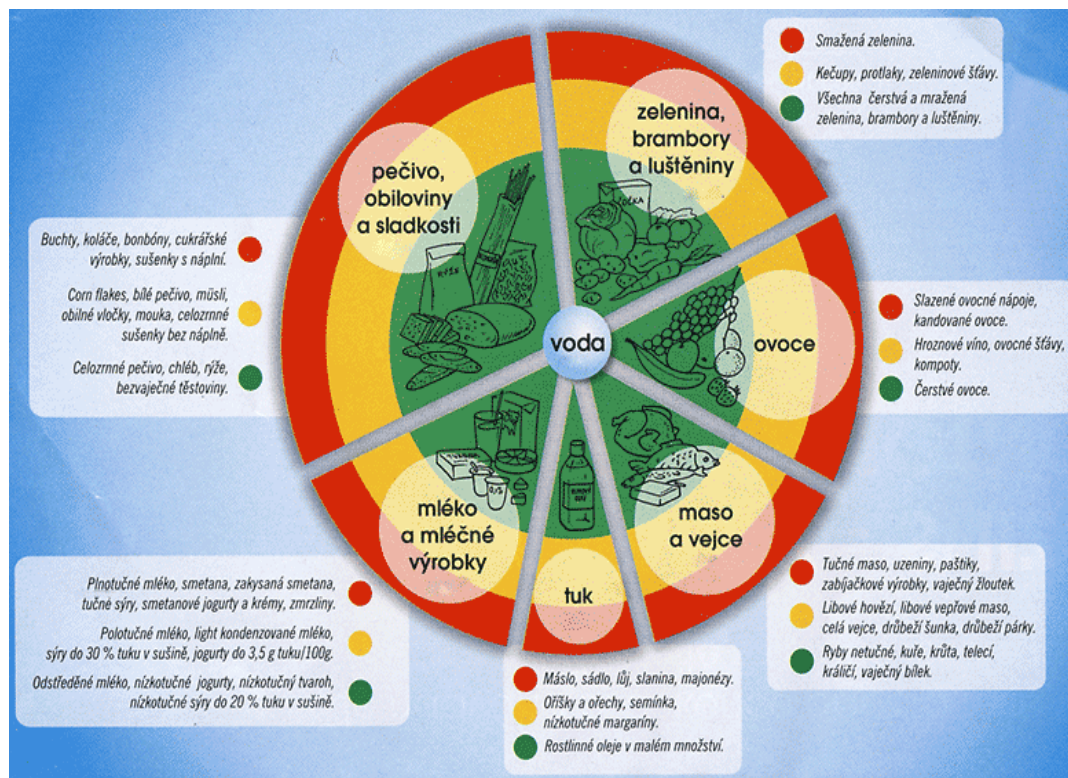 Smažená zelenina.
Kečupy, protlaky, zeleninové šťávy.
Všechna čerstvá a mražená
zelenina, brambory a luštěniny.
zelenina,
brambory
a luštěniny
ČOČKA
pečivo,
obiloviny
a sladkosti
RÝŽE
Buchty, koláče, bonbóny, cukrářské
výrobky, sušenky s náplní.
Corn flakes, bílé pečivo, müsli,
obilné vločky, mouka, celozrnné
sušenky bez náplně.
Celozrnné pečivo, chléb, rýže,
bezvaječné těstoviny.
voda
ovoce
Slazené ovocné nápoje,
kandované ovoce.
Hroznové víno, ovocné šťávy,
kompoty.
Čerstvé ovoce.
mléko
a mléčné
výrobky
Plnotučné mléko, smetana, zakysaná smetana,
tučné sýry, smetanové jogurty a krémy, zmrzliny.
Polotučné mléko, light kondenzované mléko,
sýry do 30 % tuku v sušině, jogurty do 3,5 g tuku/100g.
Odstředěné mléko, nízkotučné jogurty, nízkotučný tvaroh,
nízkotučné sýry do 20 % tuku v sušině.
tuk
Máslo, sádlo, lůj, slanina, majonézy.
Oříšky a ořechy, semínka,
nízkotučné margaríny.
Rostlinné oleje v malém množství.
maso
a vejce
Tučné maso, uzeniny, paštiky,
zabíjačkové výrobky, vaječný žloutek.
Libové hovězí, libové vepřové maso,
celá vejce, drůbeží šunka, drůbeží párky.
Ryby netučné, kuře, krůta, telecí,
králičí, vaječný bílek.